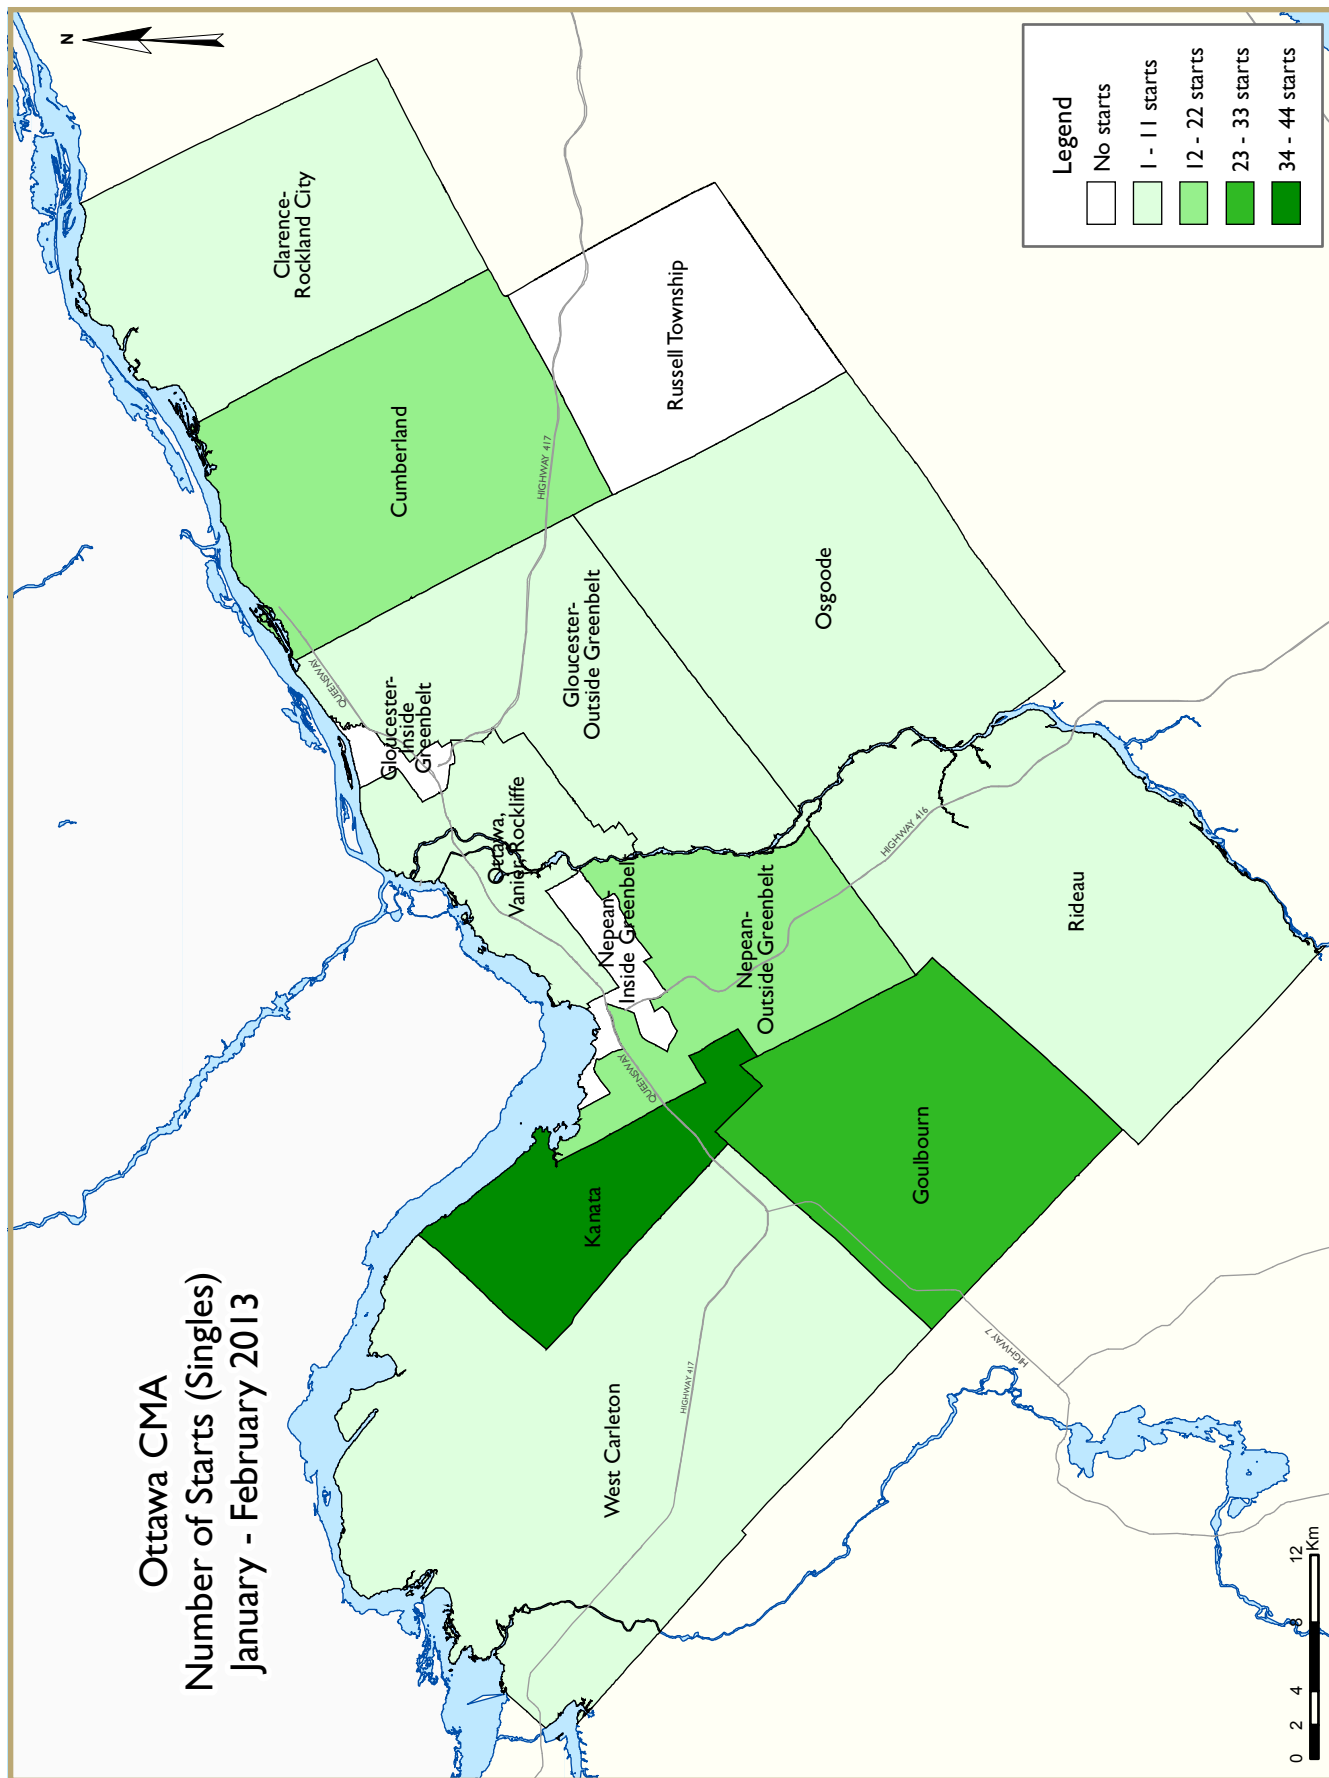 Ottawa CMA
Number of Starts (Singles)
January - February 2013
N
Legend
No starts
1 - 11 starts
12 - 22 starts
23 - 33 starts
34 - 44 starts
Clarence-
Rockland City
Cumberland
Russell Township
HIGHWAY 417
QUEENSWAY
Gloucester-
Inside
Greenbelt
Gloucester-
Outside Greenbelt
Osgoode
Ottawa,
Vanier, Rockliffe
Nepean-
Inside Greenbelt
Nepean-
Outside Greenbelt
HIGHWAY 416
Rideau
QUEENSWAY
Kanata
Goulbourn
West Carleton
HIGHWAY 417
HIGHWAY 7
0 2 4 8 12
Km